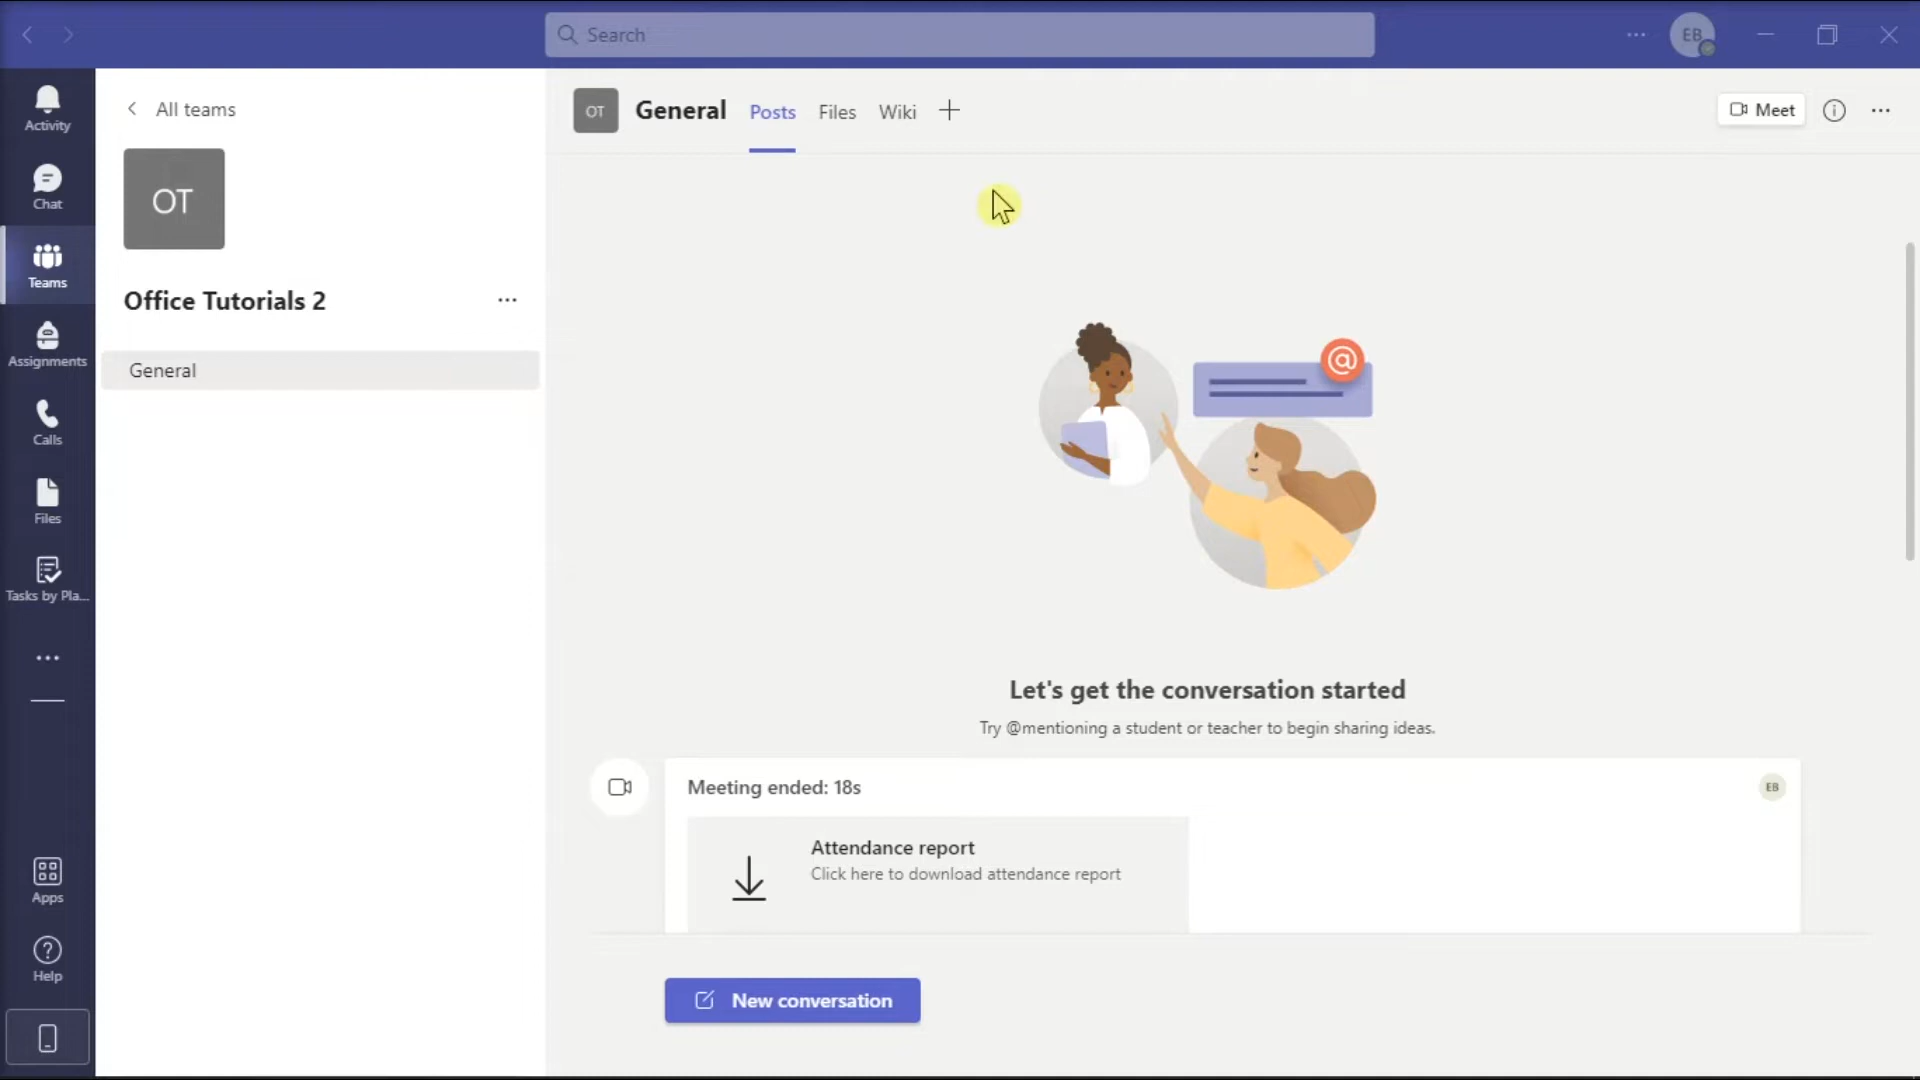 Search
EB
Activity
Chat
Teams
Assignments
Calls
Files
Tasks by Pla...
Apps
Help
All teams
OT
Office Tutorials 2
General
OT
General
Posts
Files
Wiki
Meet
@
Let's get the conversation started
Try @mentioning a student or teacher to begin sharing ideas.
Meeting ended: 18s
EB
Attendance report
Click here to download attendance report
New conversation